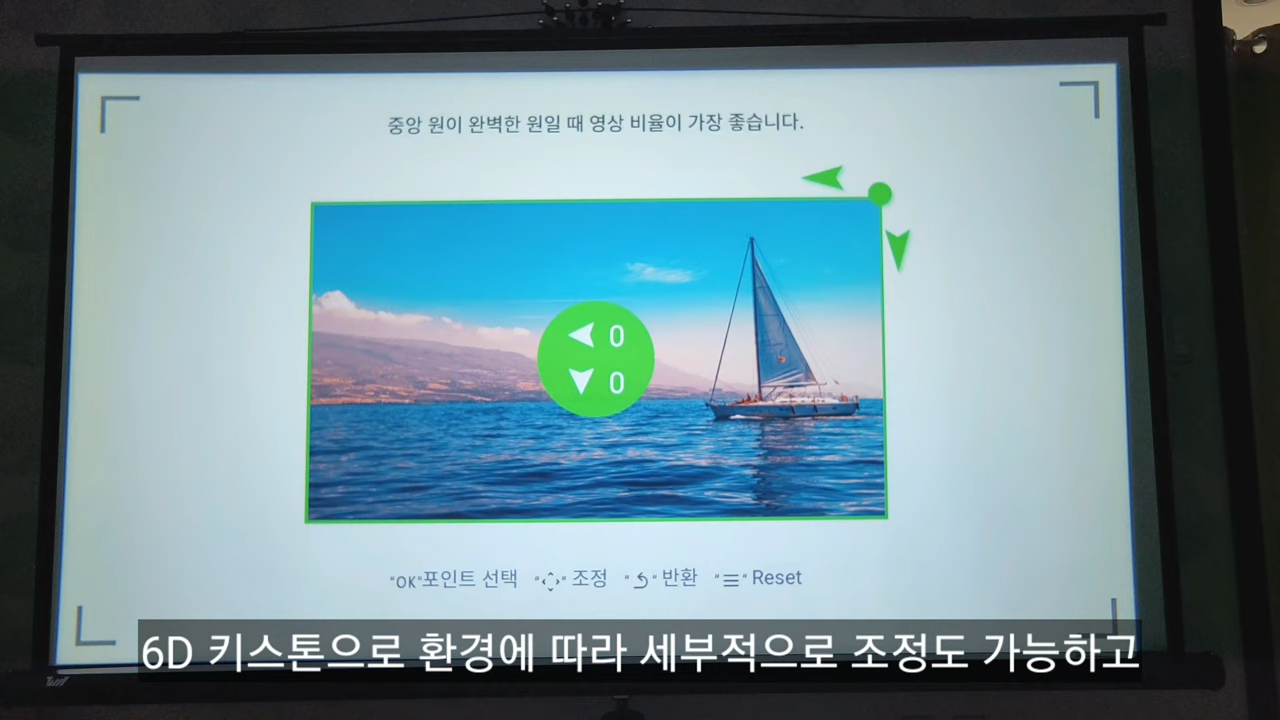 중앙 원이 완벽한 원일 때 영상 비율이 가장 좋습니다.
0
0
"OK"포인트 선택 " " 조정 " " 반환 "☰" Reset
6D 키스톤으로 환경에 따라 세부적으로 조정도 가능하고